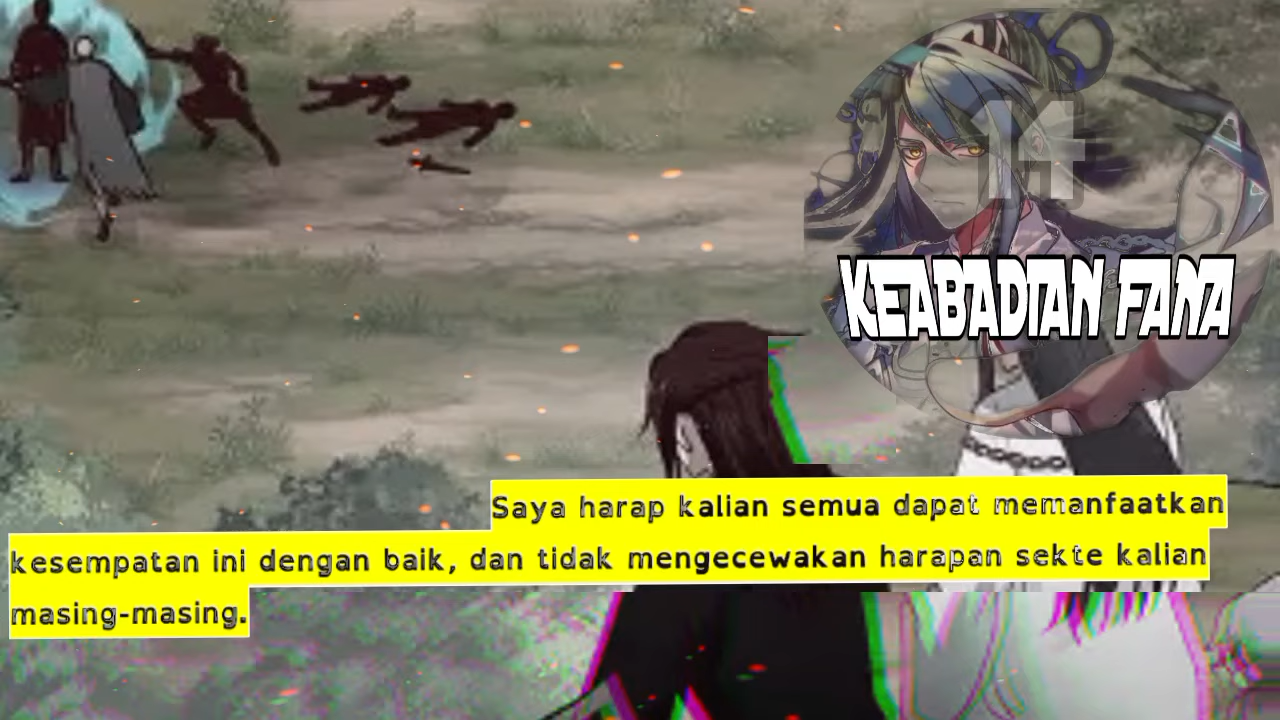 14
KEABADIAN FANA
Saya harap kalian semua dapat memanfaatkan
kesempatan ini dengan baik, dan tidak mengecewakan harapan sekte kalian
masing-masing.